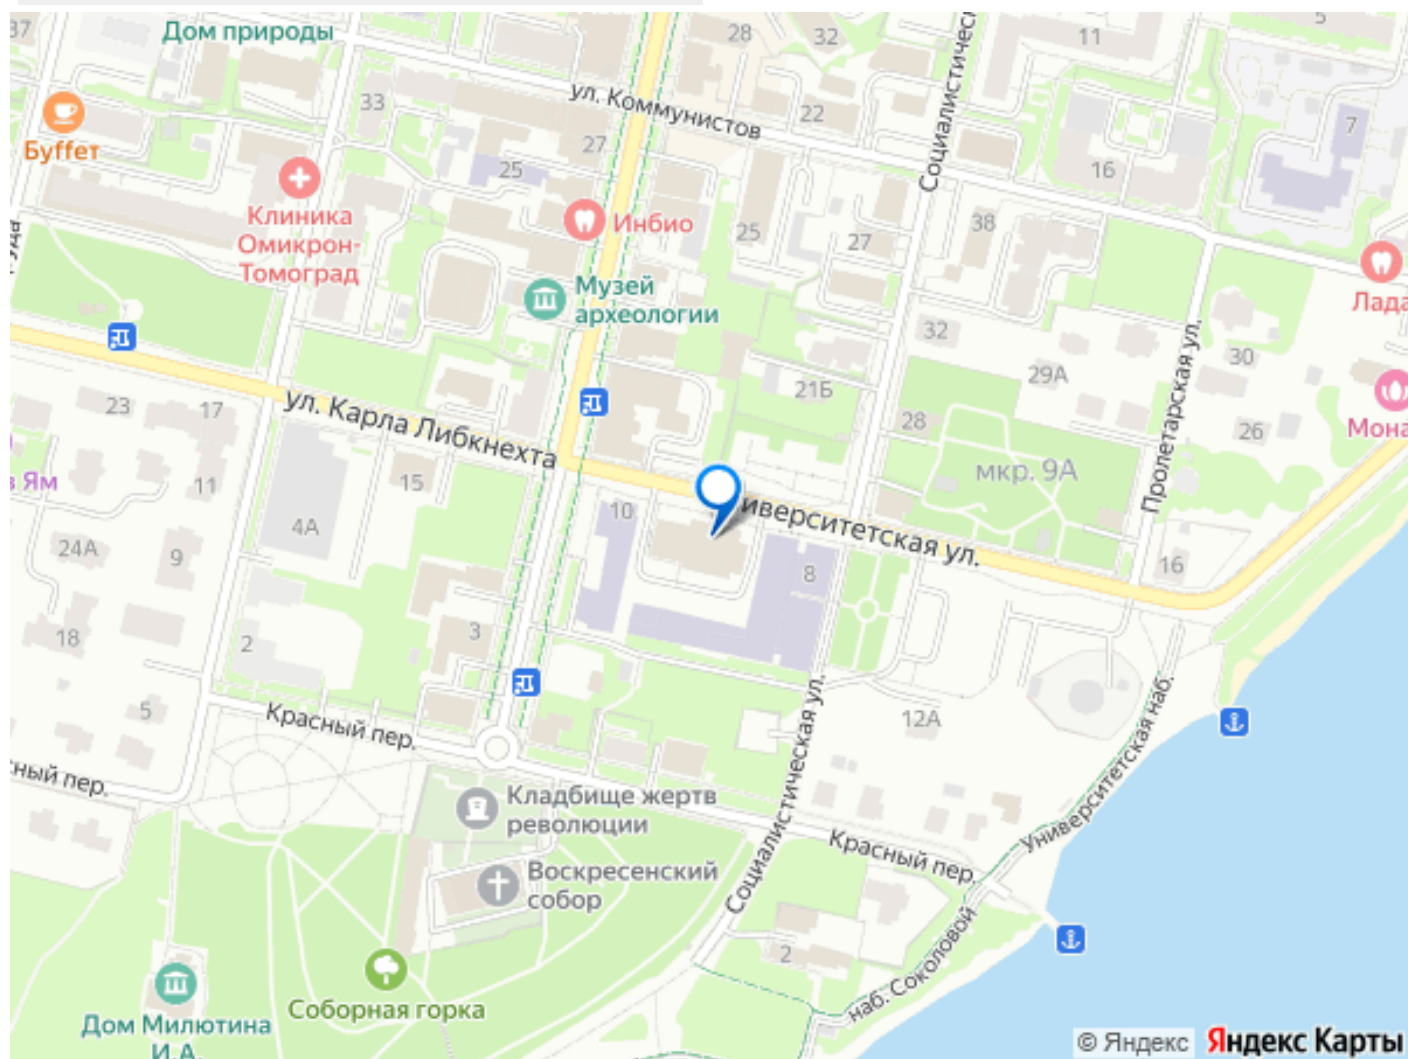 37
Дом природы
28
32
5
11
Социалистическ
ул. Коммунистов
33
22
7
Буффет
27
25
16
Клиника
Омикрон-
Томоград
Инбио
25
27
38
Музей
археологии
Лада
32
30
29А
Пролетарская ул.
21Б
23
17
ул. Карла Либкнехта
28
26
Мона
мкр. 9А
в Ям
11
15
10
4А
иверситетская ул.
24А
9
8
16
18
2
3
5
Красный пер.
12А
Социалистическая ул.
Университетская наб.
сный пер.
Кладбище жертв
революции
Красный пер.
Воскресенский
собор
2
наб. Соколовой
Соборная горка
Дом Милютина
И.А.
© Яндекс Яндекс Карты